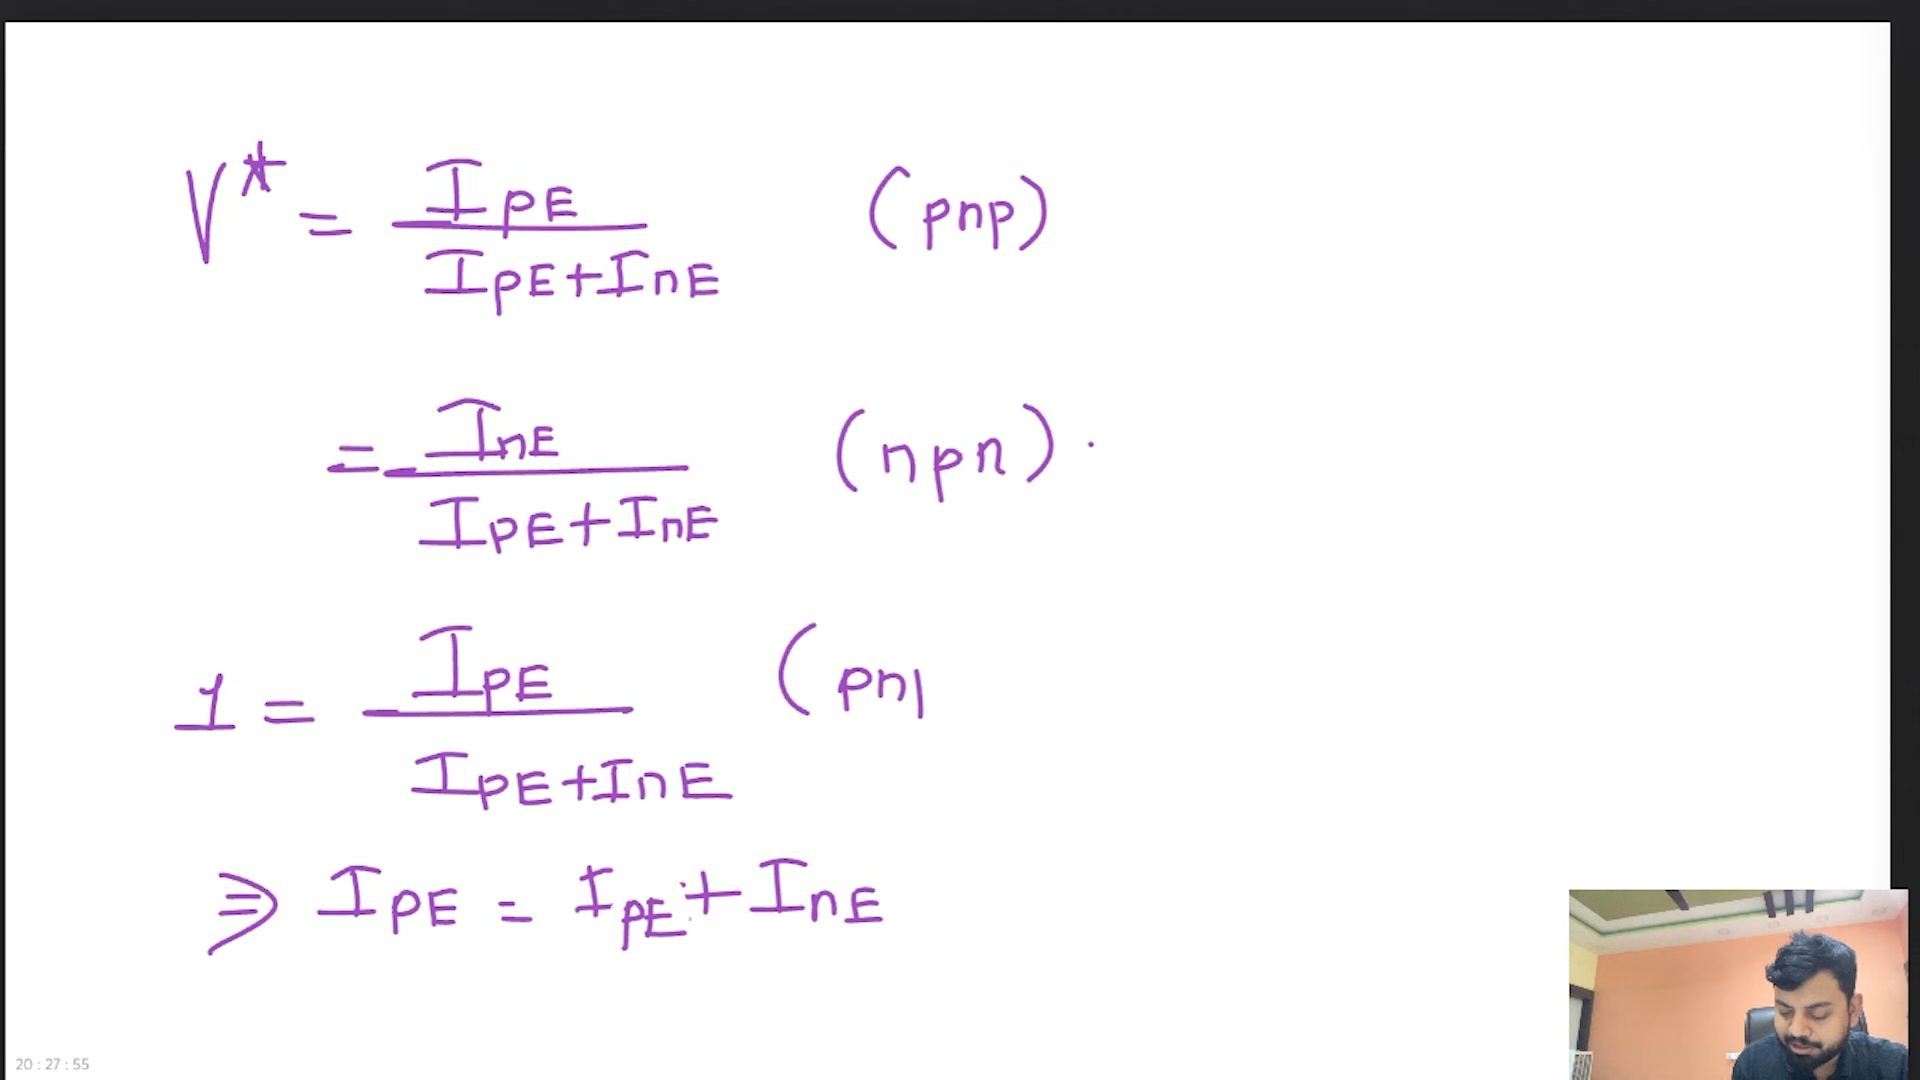 V* = I_pE / (I_pE + I_nE) (pnp)
= I_nE / (I_pE + I_nE) (npn) .
1 = I_pE / (I_pE + I_nE) (pn|
⇒ I_pE = I_pE + I_nE
20 : 27 : 55